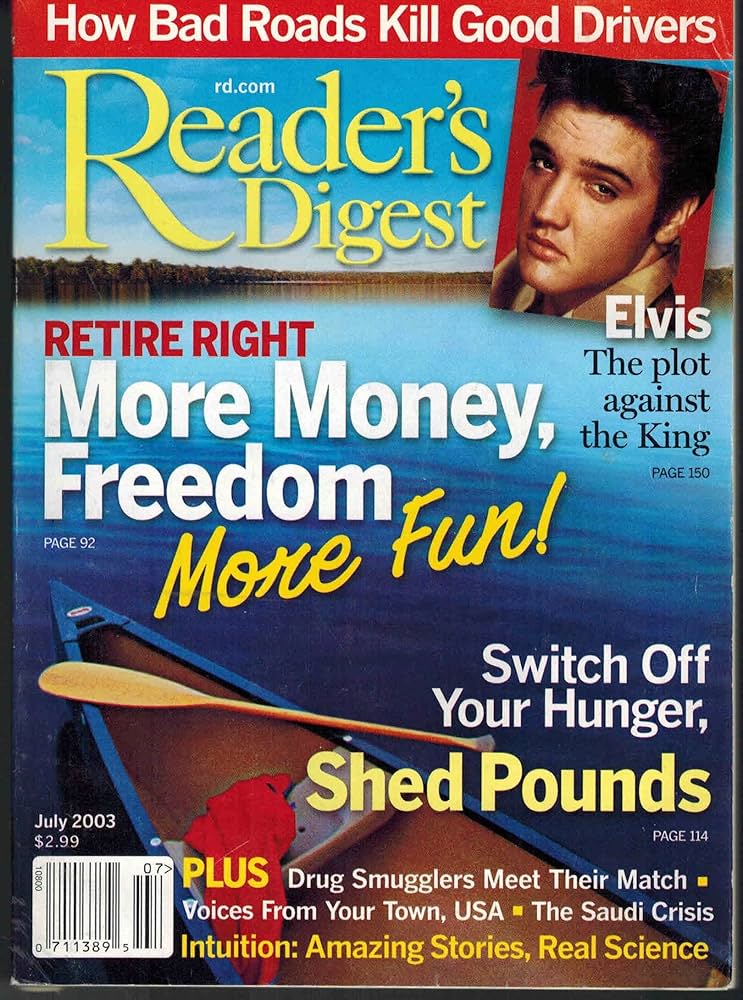 How Bad Roads Kill Good Drivers
rd.com
Reader's
Digest
Elvis
The plot
against
the King
PAGE 150
RETIRE RIGHT
More Money,
Freedom
More Fun!
PAGE 92
Switch Off
Your Hunger,
Shed Pounds
PAGE 114
July 2003
$2.99
07>
10800
0 711389 5
PLUS Drug Smugglers Meet Their Match ▪
Voices From Your Town, USA ▪ The Saudi Crisis
Intuition: Amazing Stories, Real Science